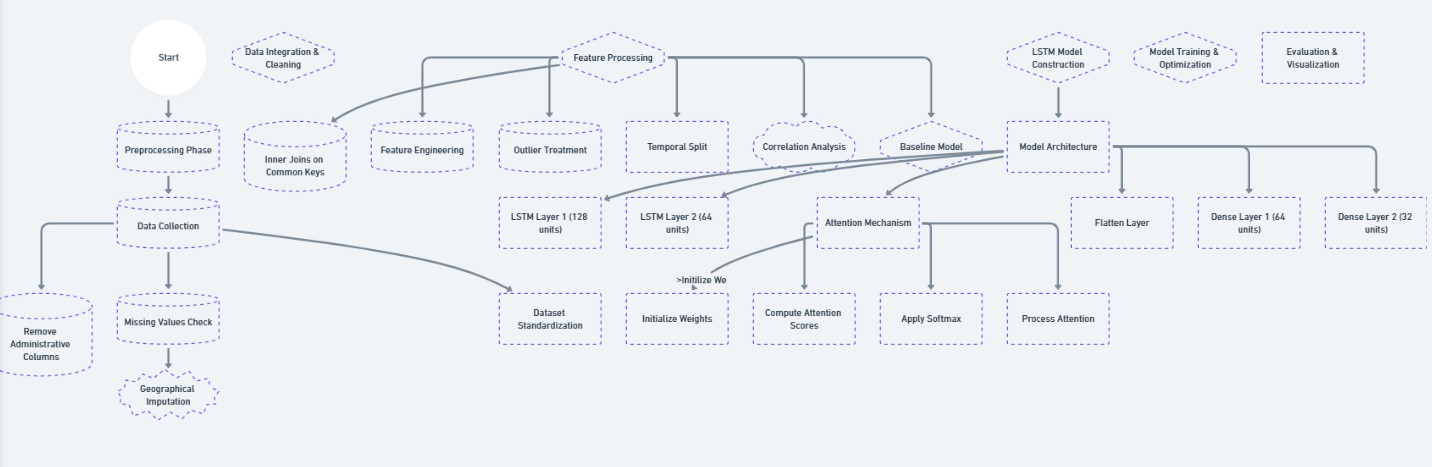 Start
Data Integration &
Cleaning
Feature Processing
LSTM Model
Construction
Model Training &
Optimization
Evaluation &
Visualization
Preprocessing Phase
Inner Joins on
Common Keys
Feature Engineering
Outlier Treatment
Temporal Split
Correlation Analysis
Baseline Model
Model Architecture
Data Collection
LSTM Layer 1 (128
units)
LSTM Layer 2 (64
units)
Attention Mechanism
Flatten Layer
Dense Layer 1 (64
units)
Dense Layer 2 (32
units)
>Initilize We
Remove
Administrative
Columns
Missing Values Check
Dataset
Standardization
Initialize Weights
Compute Attention
Scores
Apply Softmax
Process Attention
Geographical
Imputation